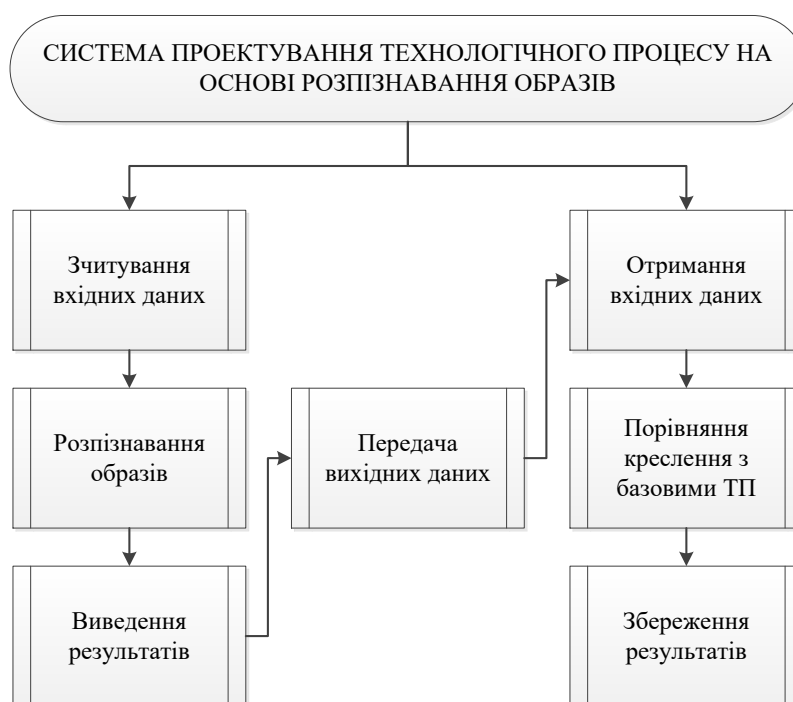 СИСТЕМА ПРОЕКТУВАННЯ ТЕХНОЛОГІЧНОГО ПРОЦЕСУ НА
ОСНОВІ РОЗПІЗНАВАННЯ ОБРАЗІВ
Зчитування
вхідних даних
Розпізнавання
образів
Виведення
результатів
Передача
вихідних даних
Отримання
вхідних даних
Порівняння
креслення з
базовими ТП
Збереження
результатів